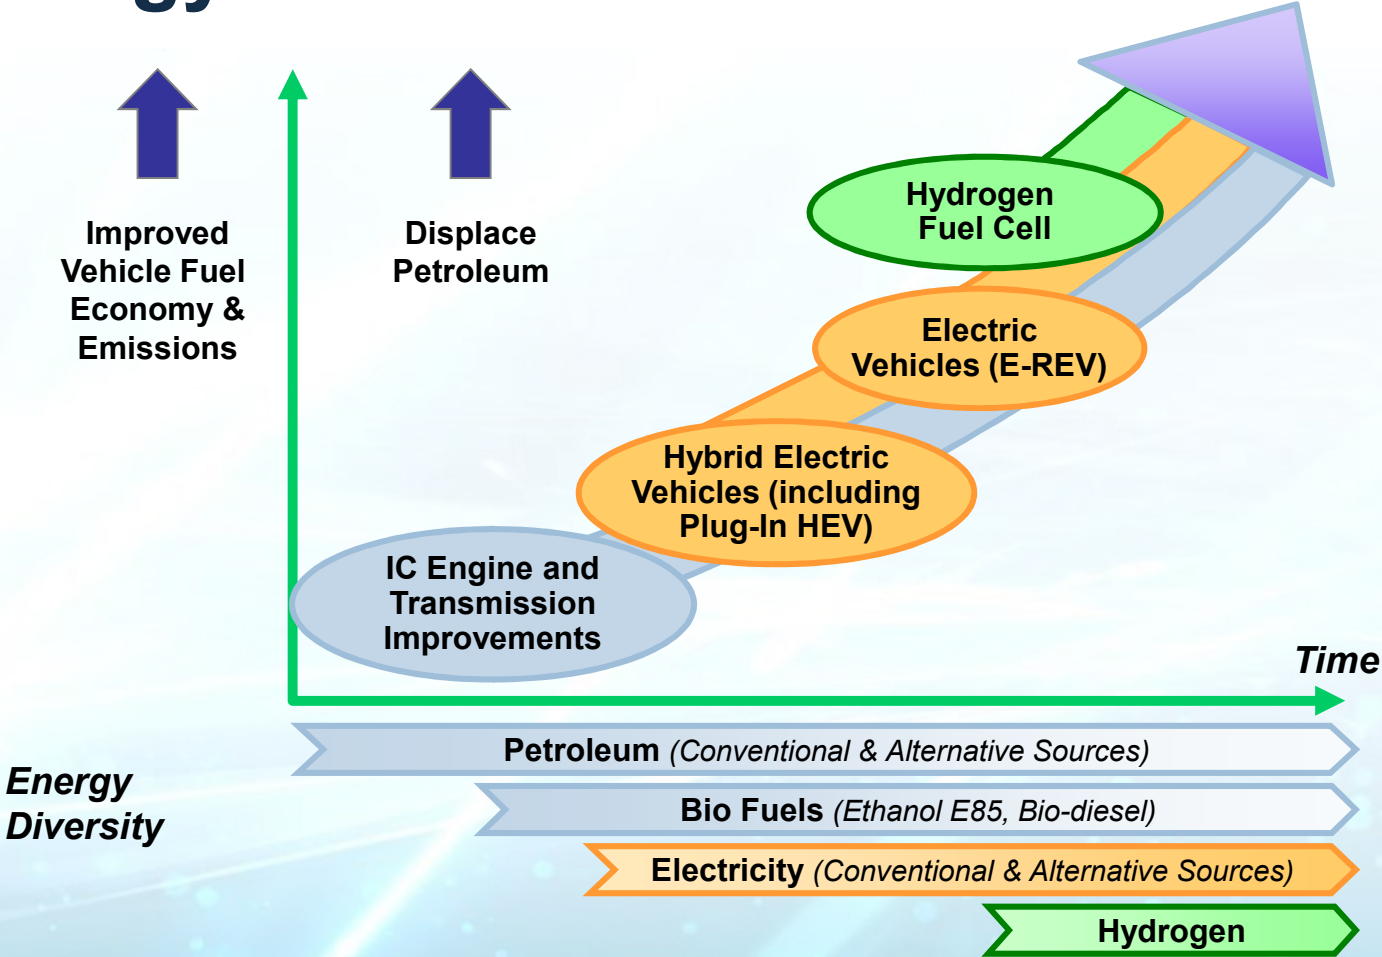 Improved
Vehicle Fuel
Economy &
Emissions
Displace
Petroleum
Hydrogen
Fuel Cell
Electric
Vehicles (E-REV)
Hybrid Electric
Vehicles (including
Plug-In HEV)
IC Engine and
Transmission
Improvements
Time
Energy
Diversity
Petroleum (Conventional & Alternative Sources)
Bio Fuels (Ethanol E85, Bio-diesel)
Electricity (Conventional & Alternative Sources)
Hydrogen